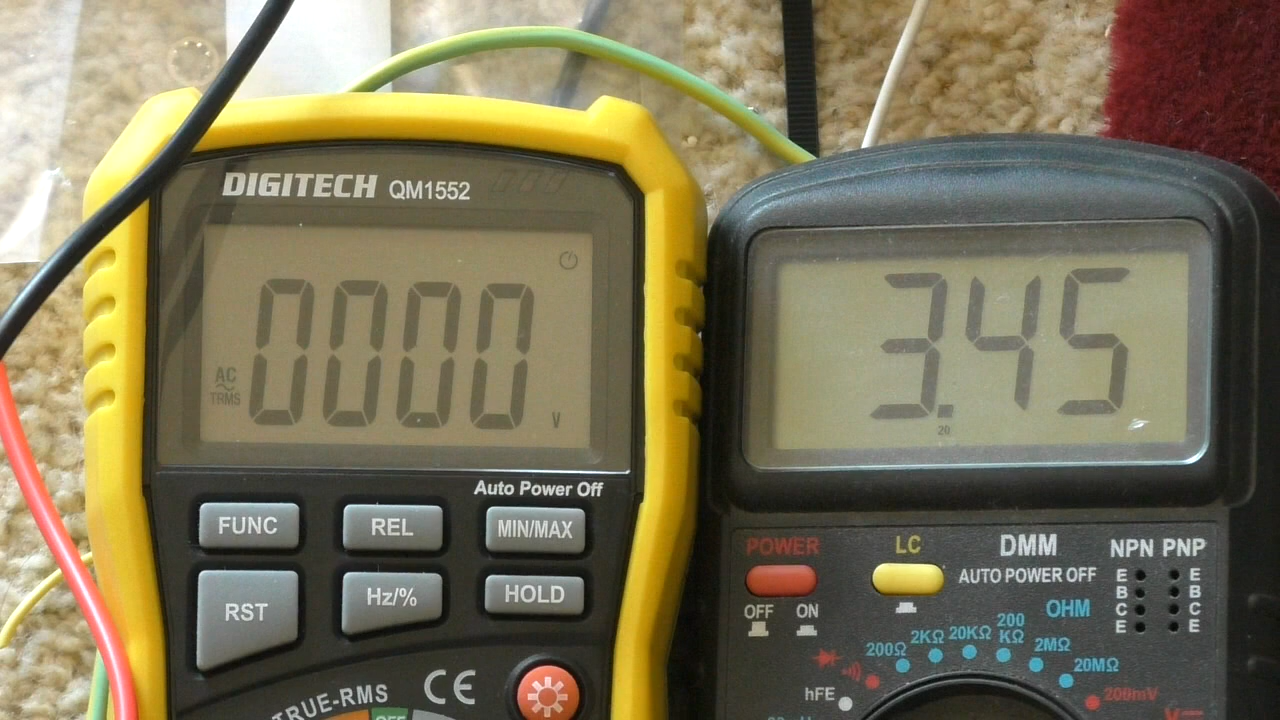 DIGITECH QM1552
0000
AC
TRMS
V
Auto Power Off
FUNC REL MIN/MAX
RST Hz/% HOLD
TRUE-RMS
CE
OFF
3.45
20
POWER LC DMM NPN PNP
AUTO POWER OFF
OFF ON
E E
B B
C C
E E
OHM
200Ω 2KΩ 20KΩ 200KΩ 2MΩ 20MΩ
hFE 200mV
V